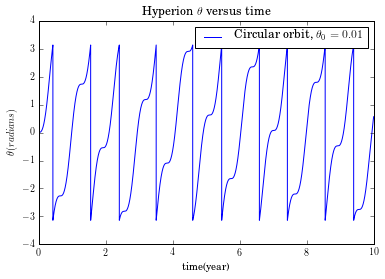 Hyperion θ versus time
Circular orbit, θ₀ = 0.01
θ(radians)
4
3
2
1
0
−1
−2
−3
−4
0 2 4 6 8 10
time(year)